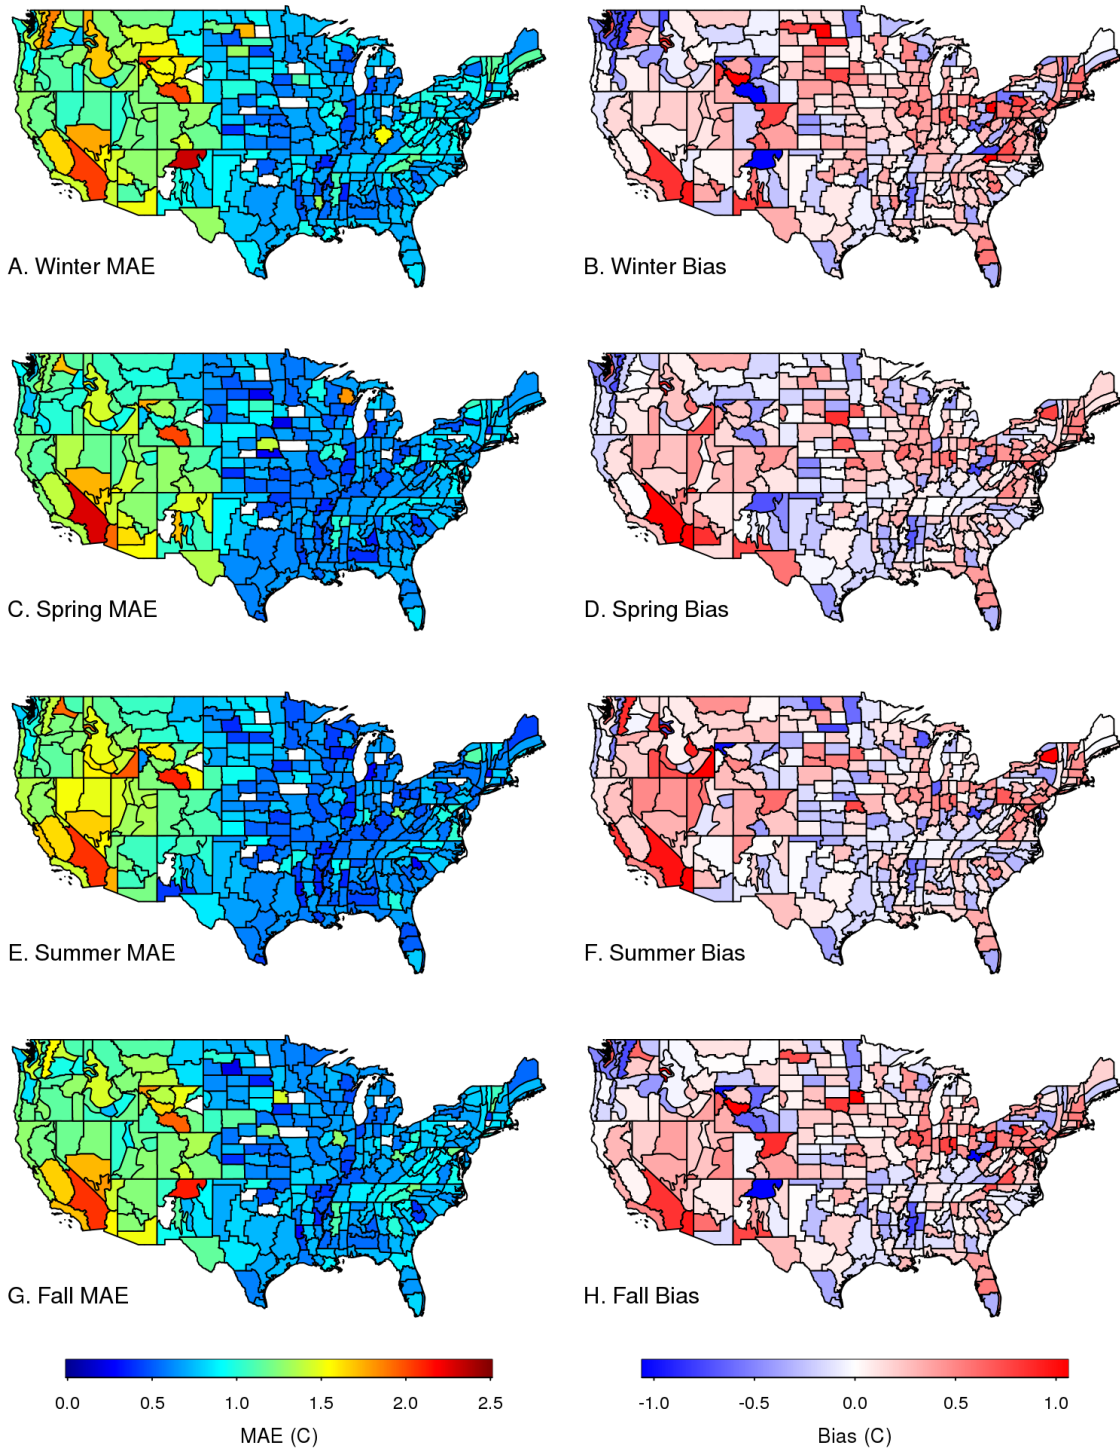 A. Winter MAE
B. Winter Bias
C. Spring MAE
D. Spring Bias
E. Summer MAE
F. Summer Bias
G. Fall MAE
H. Fall Bias
0.0 0.5 1.0 1.5 2.0 2.5
MAE (C)
-1.0 -0.5 0.0 0.5 1.0
Bias (C)